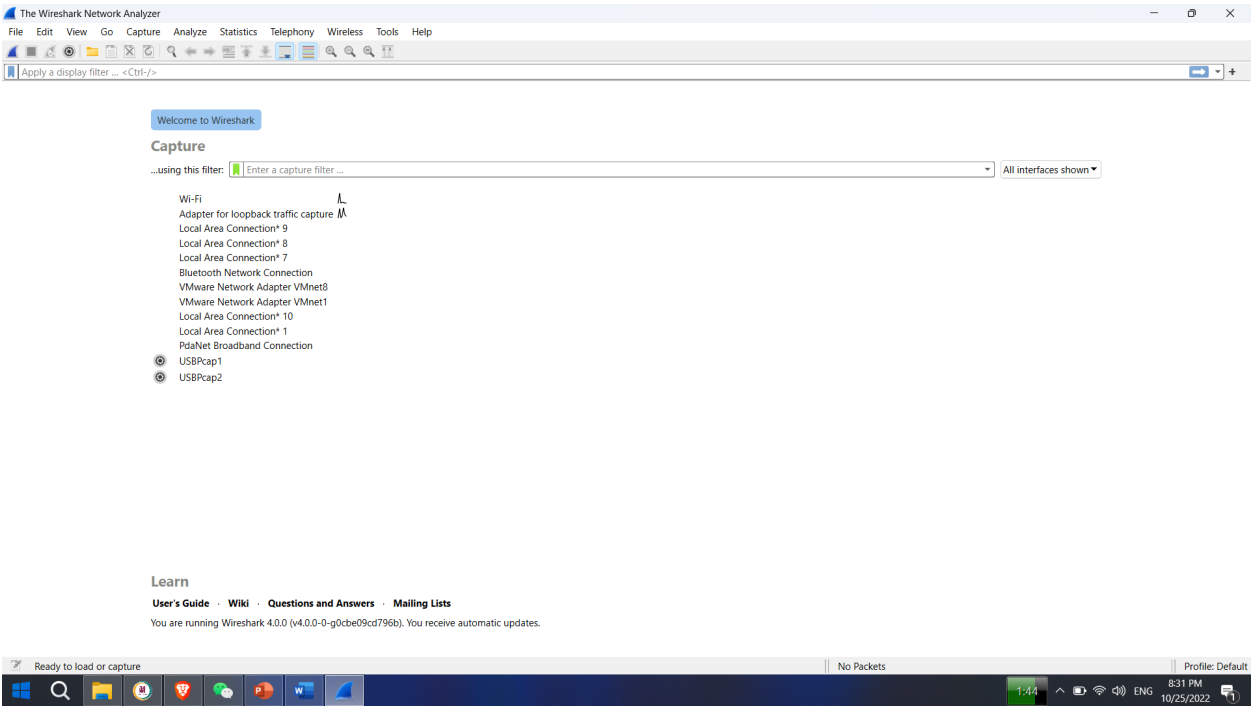 The Wireshark Network Analyzer
File Edit View Go Capture Analyze Statistics Telephony Wireless Tools Help
Apply a display filter ... <Ctrl-/>
Welcome to Wireshark
Capture
...using this filter: Enter a capture filter ... All interfaces shown
Wi-Fi
Adapter for loopback traffic capture
Local Area Connection* 9
Local Area Connection* 8
Local Area Connection* 7
Bluetooth Network Connection
VMware Network Adapter VMnet8
VMware Network Adapter VMnet1
Local Area Connection* 10
Local Area Connection* 1
PdaNet Broadband Connection
USBPcap1
USBPcap2
Learn
User's Guide · Wiki · Questions and Answers · Mailing Lists
You are running Wireshark 4.0.0 (v4.0.0-0-g0cbe09cd796b). You receive automatic updates.
Ready to load or capture No Packets Profile: Default
1:44 ENG 8:31 PM
10/25/2022 1